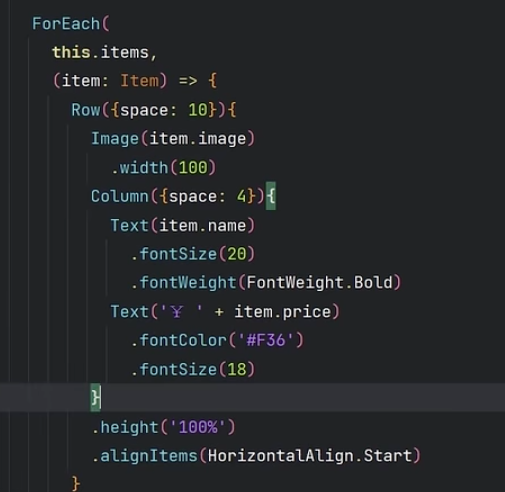 ForEach(
this.items,
(item: Item) => {
Row({space: 10}){
Image(item.image)
.width(100)
Column({space: 4}){
Text(item.name)
.fontSize(20)
.fontWeight(FontWeight.Bold)
Text('¥ ' + item.price)
.fontColor('#F36')
.fontSize(18)
}
.height('100%')
.alignItems(HorizontalAlign.Start)
}